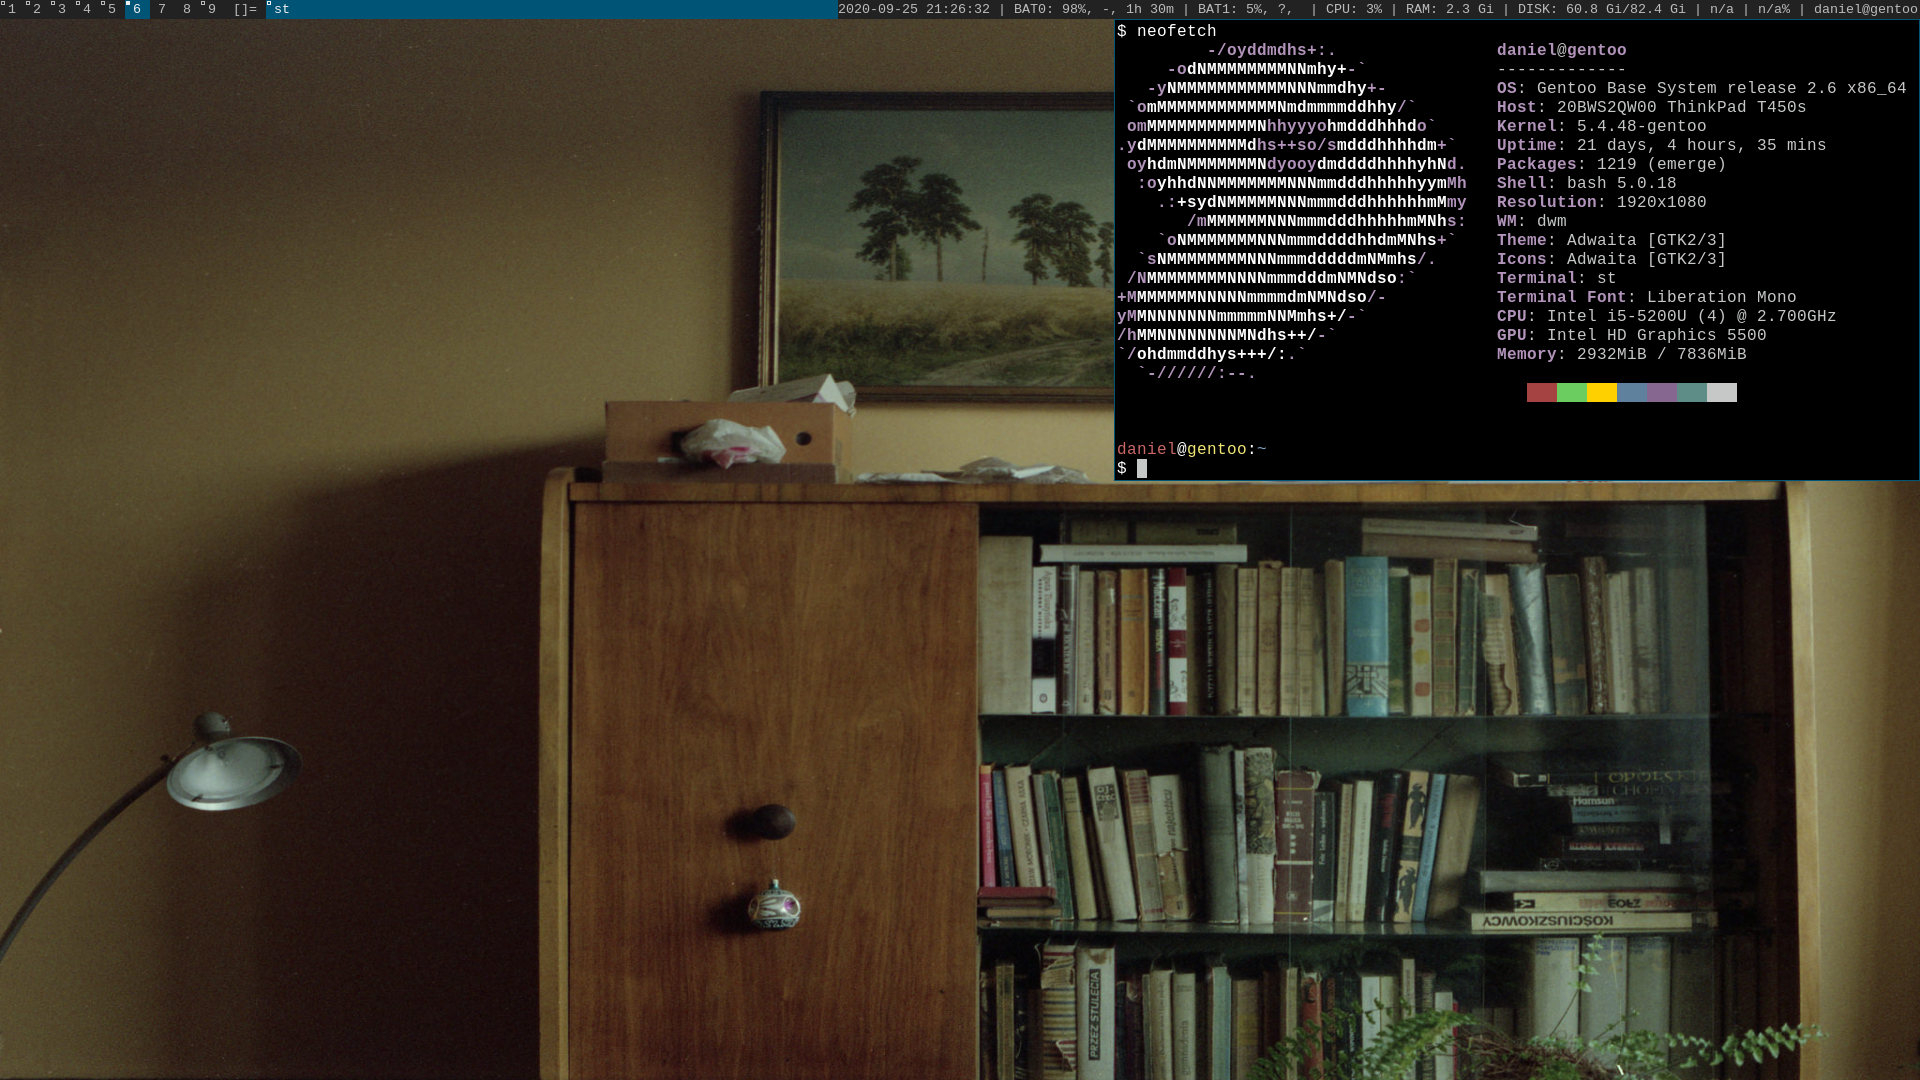 1 2 3 4 5 6 7 8 9 []= st 2020-09-25 21:26:32 | BAT0: 98%, -, 1h 30m | BAT1: 5%, ?,  | CPU: 3% | RAM: 2.3 Gi | DISK: 60.8 Gi/82.4 Gi | n/a | n/a% | daniel@gentoo
$ neofetch
         -/oyddmdhs+:.                daniel@gentoo
     -odNMMMMMMMMNNmhy+-`             -------------
   -yNMMMMMMMMMMMNNNmmdhy+-           OS: Gentoo Base System release 2.6 x86_64
 `omMMMMMMMMMMMMNmdmmmmddhhy/`        Host: 20BWS2QW00 ThinkPad T450s
 omMMMMMMMMMMMNhhyyyohmdddhhhdo`      Kernel: 5.4.48-gentoo
.ydMMMMMMMMMMdhs++so/smdddhhhhdm+`    Uptime: 21 days, 4 hours, 35 mins
 oyhdmNMMMMMMMNdyooydmddddhhhhyhNd.   Packages: 1219 (emerge)
  :oyhhdNNMMMMMMMNNNmmdddhhhhhyymMh   Shell: bash 5.0.18
    .:+sydNMMMMMNNNmmmdddhhhhhhmMmy   Resolution: 1920x1080
       /mMMMMMMNNNmmmdddhhhhhmMNhs:   WM: dwm
    `oNMMMMMMMNNNmmmddddhhdmMNhs+`    Theme: Adwaita [GTK2/3]
  `sNMMMMMMMMNNNmmmdddddmNMmhs/.      Icons: Adwaita [GTK2/3]
 /NMMMMMMMMNNNNmmmdddmNMNdso:`        Terminal: st
+MMMMMMMNNNNNmmmmdmNMNdso/-           Terminal Font: Liberation Mono
yMMNNNNNNNmmmmmNNMmhs+/-`             CPU: Intel i5-5200U (4) @ 2.700GHz
/hMMNNNNNNNNMNdhs++/-`                GPU: Intel HD Graphics 5500
`/ohdmmddhys+++/:.`                   Memory: 2932MiB / 7836MiB
  `-//////:--.
daniel@gentoo:~
$
Hamsun
KOŚCIUSZKOWCY
PRZEZ STULECIA